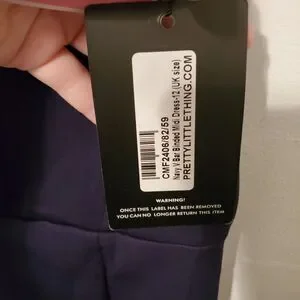 CMF2406/82/59
Navy V Bar Binded Midi Dress-12 (UK size)
PRETTYLITTLETHING.COM
WARNING!
ONCE THIS LABEL HAS BEEN REMOVED
YOU CAN NO LONGER RETURN THIS ITEM